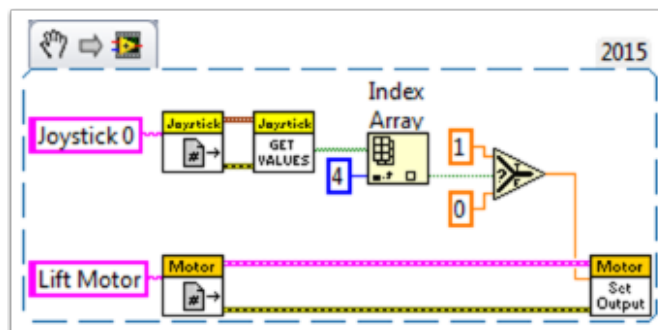 2015
Index
Array
Joystick 0
Joystick
Joystick
GET
VALUES
4
1
0
?
T
F
#
Lift Motor
Motor
#
Motor
Set
Output